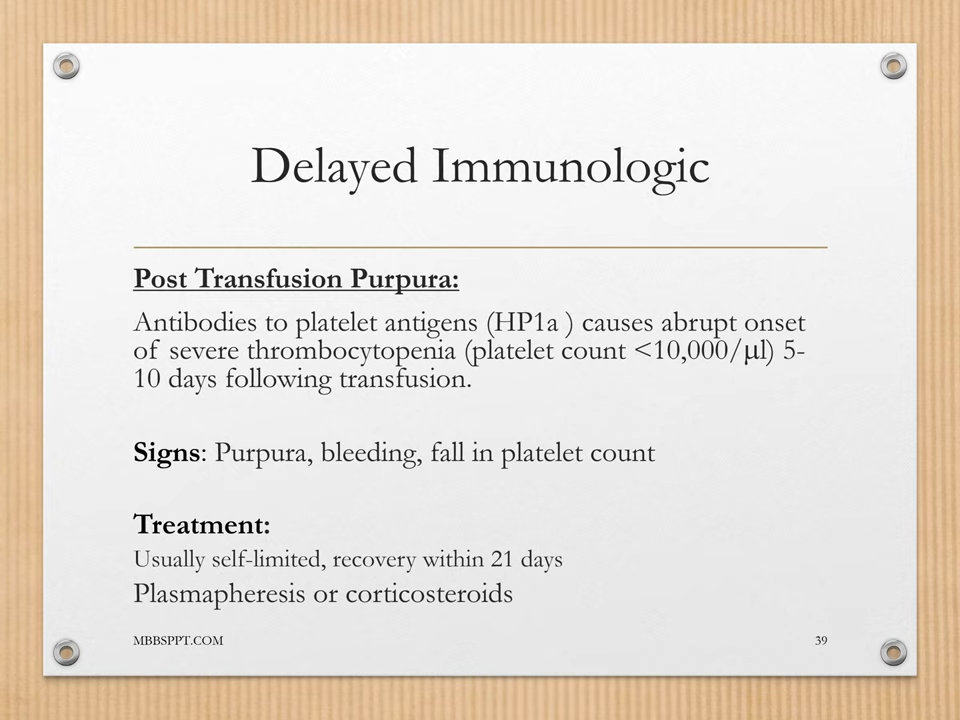 Delayed Immunologic
Post Transfusion Purpura:
Antibodies to platelet antigens (HP1a ) causes abrupt onset
of severe thrombocytopenia (platelet count <10,000/μl) 5-
10 days following transfusion.
Signs: Purpura, bleeding, fall in platelet count
Treatment:
Usually self-limited, recovery within 21 days
Plasmapheresis or corticosteroids
MBBSPPT.COM
39